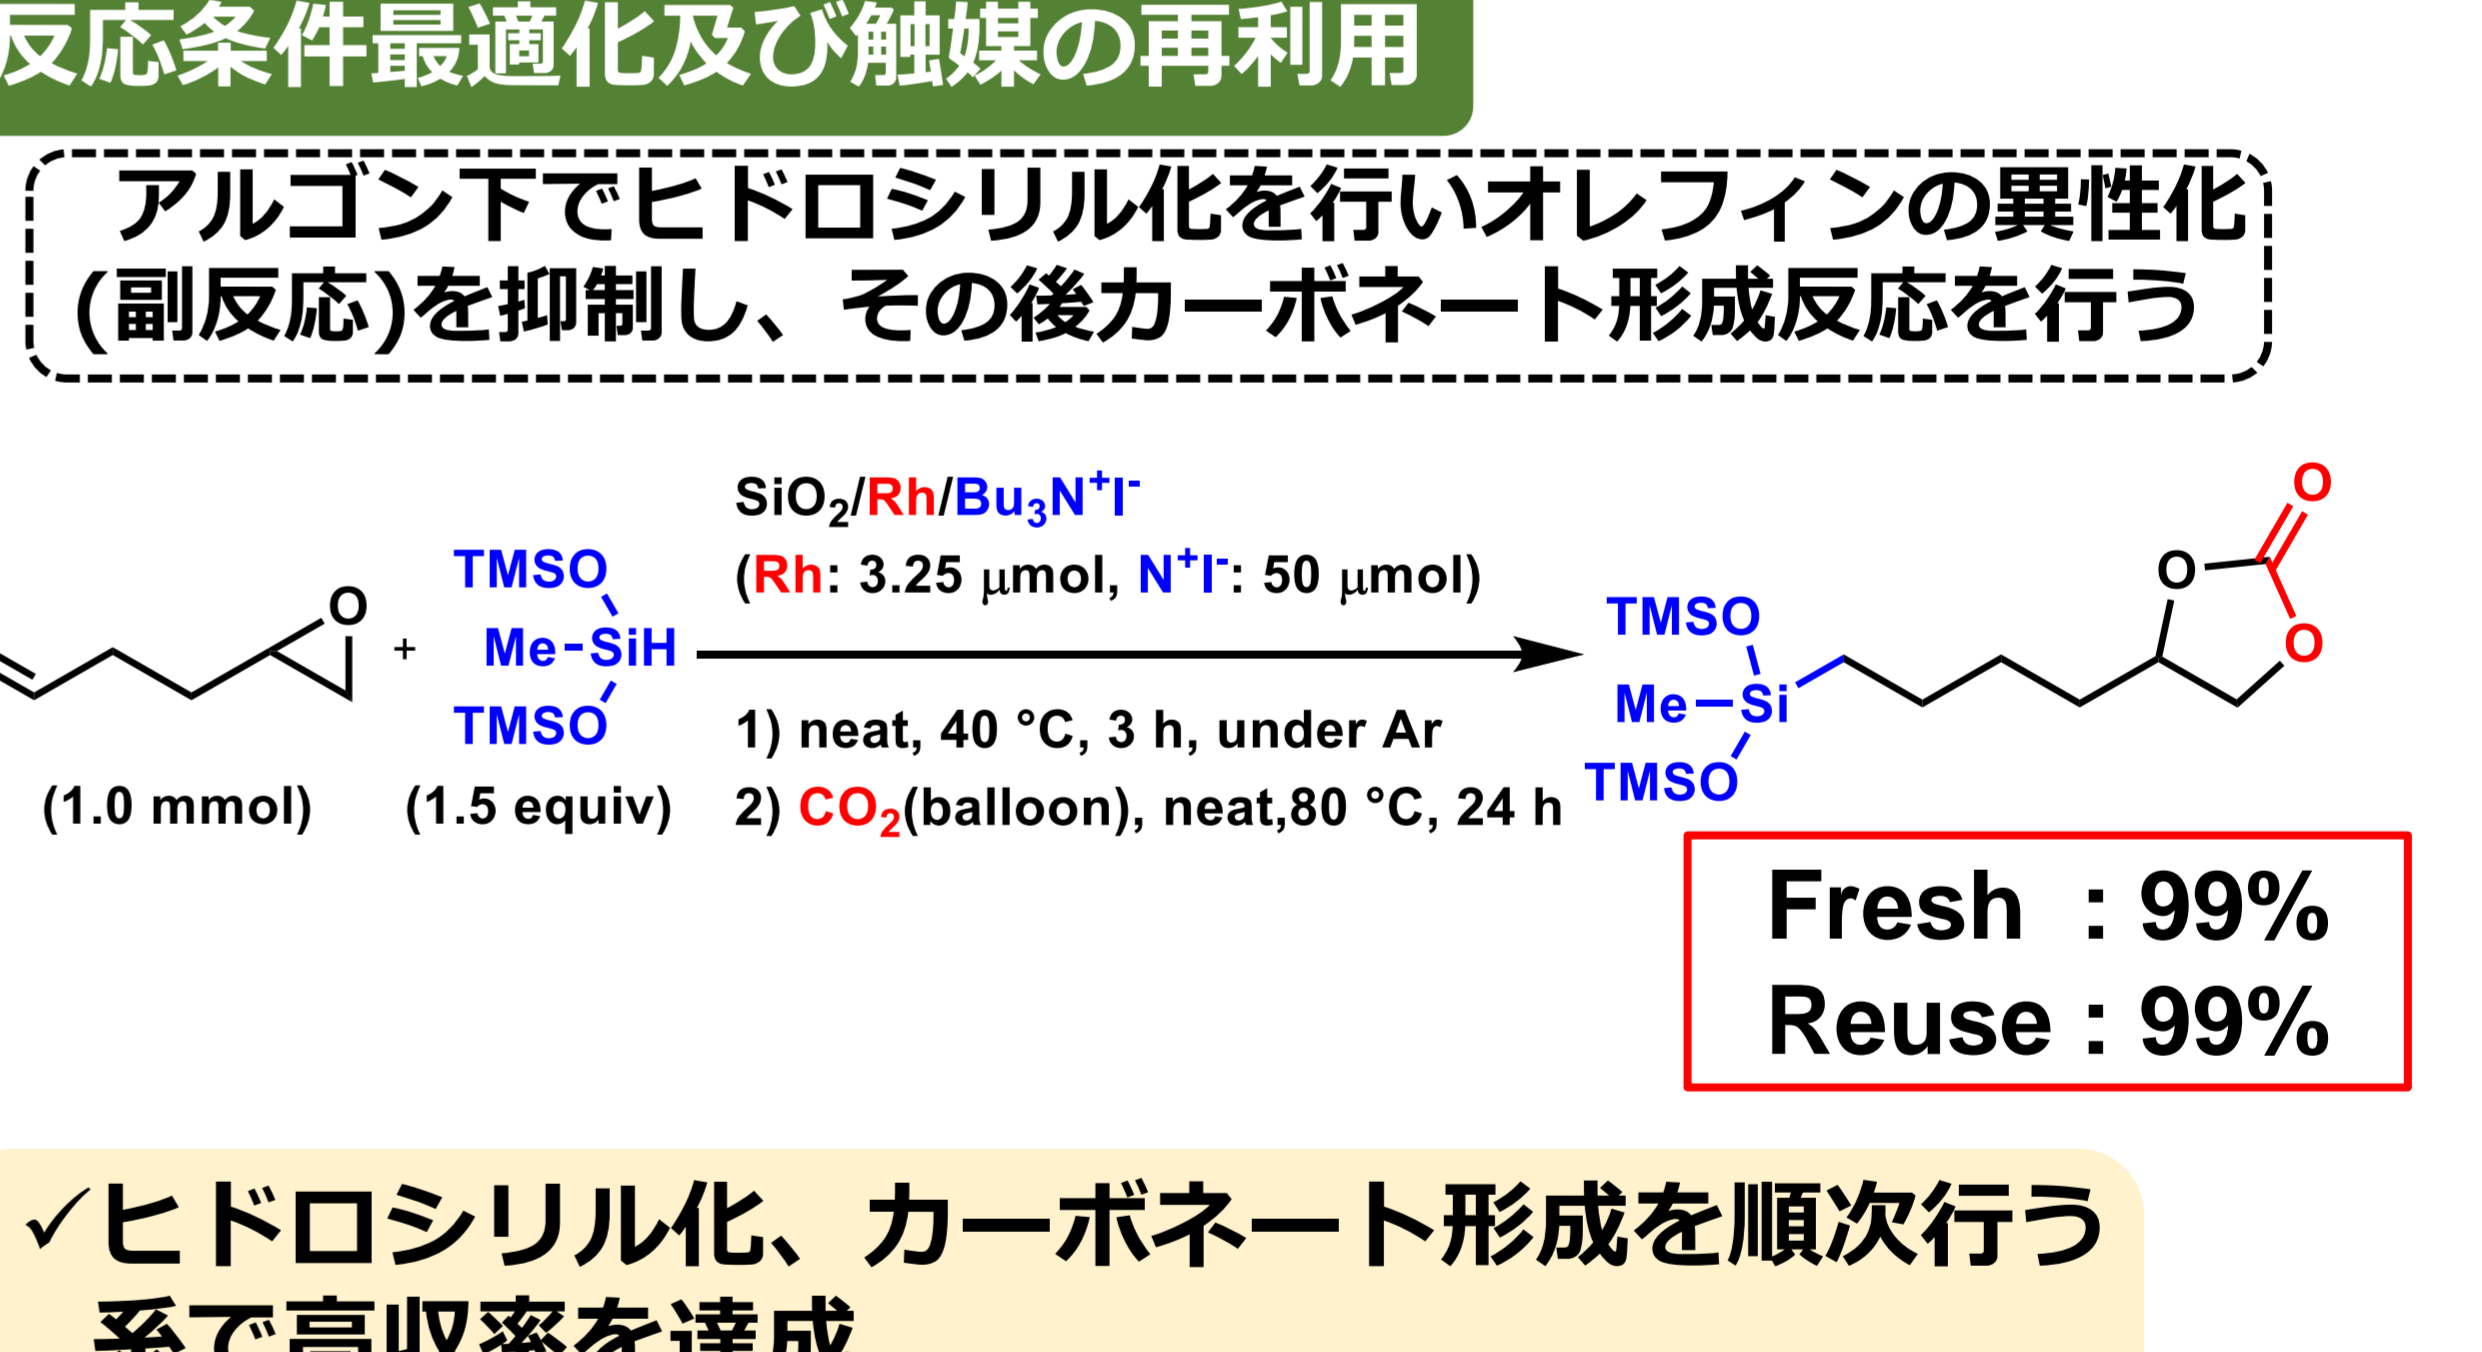 反応条件最適化及び触媒の再利用
アルゴン下でヒドロシリル化を行いオレフィンの異性化
(副反応)を抑制し、その後カーボネート形成反応を行う
SiO₂/Rh/Bu₃N⁺I⁻
(Rh: 3.25 μmol, N⁺I⁻: 50 μmol)
O
+
TMSO
Me-SiH
TMSO
(1.0 mmol)
(1.5 equiv)
1) neat, 40 °C, 3 h, under Ar
2) CO₂(balloon), neat,80 °C, 24 h
O
O
O
TMSO
Me—Si
TMSO
Fresh : 99%
Reuse : 99%
✓ヒドロシリル化、カーボネート形成を順次行う
系で高収率を達成